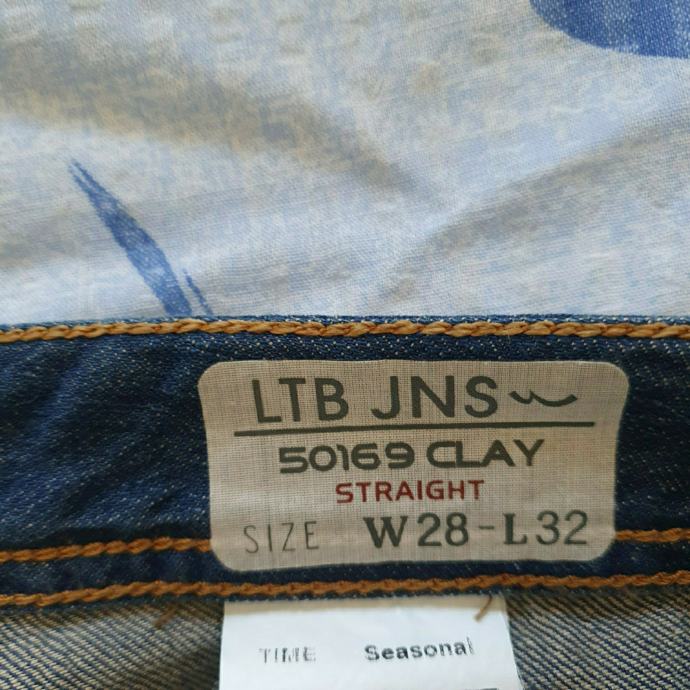 LTB JNS
50169 CLAY
STRAIGHT
SIZE W28-L32
TIME Seasonal